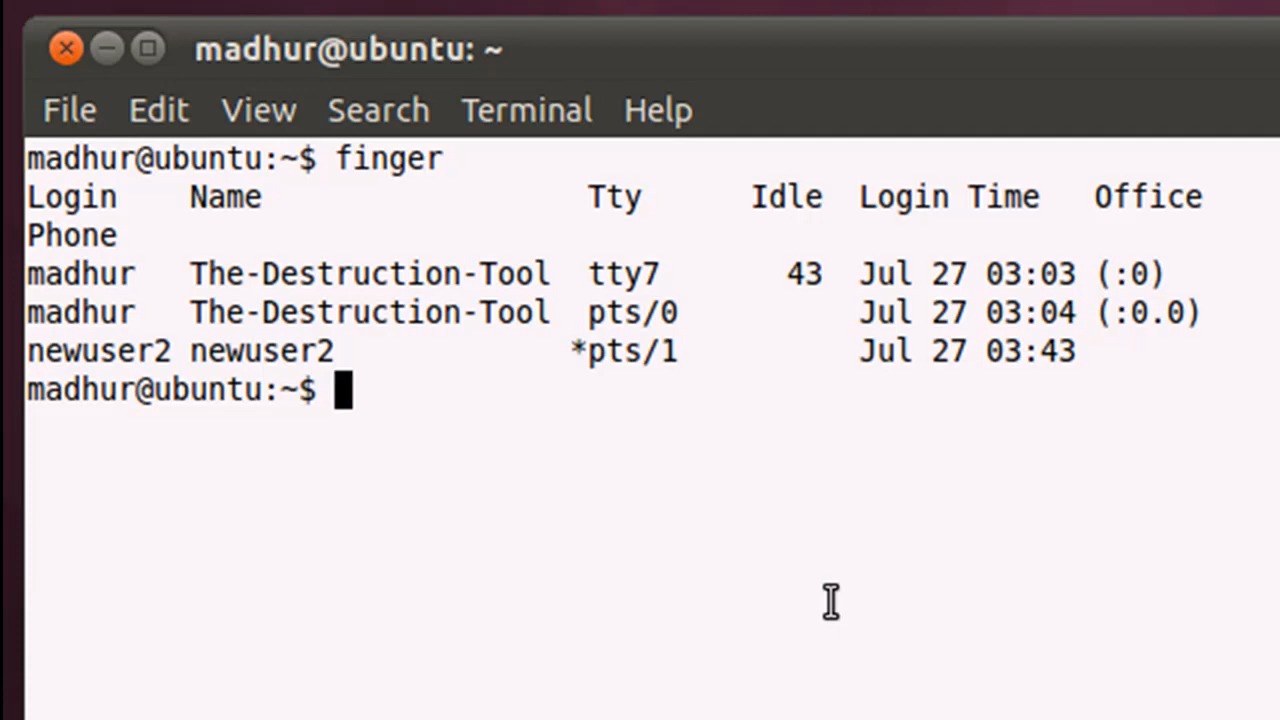 madhur@ubuntu: ~
File Edit View Search Terminal Help
madhur@ubuntu:~$ finger
Login    Name                  Tty      Idle  Login Time   Office
Phone
madhur   The-Destruction-Tool  tty7       43  Jul 27 03:03 (:0)
madhur   The-Destruction-Tool  pts/0          Jul 27 03:04 (:0.0)
newuser2 newuser2             *pts/1          Jul 27 03:43
madhur@ubuntu:~$